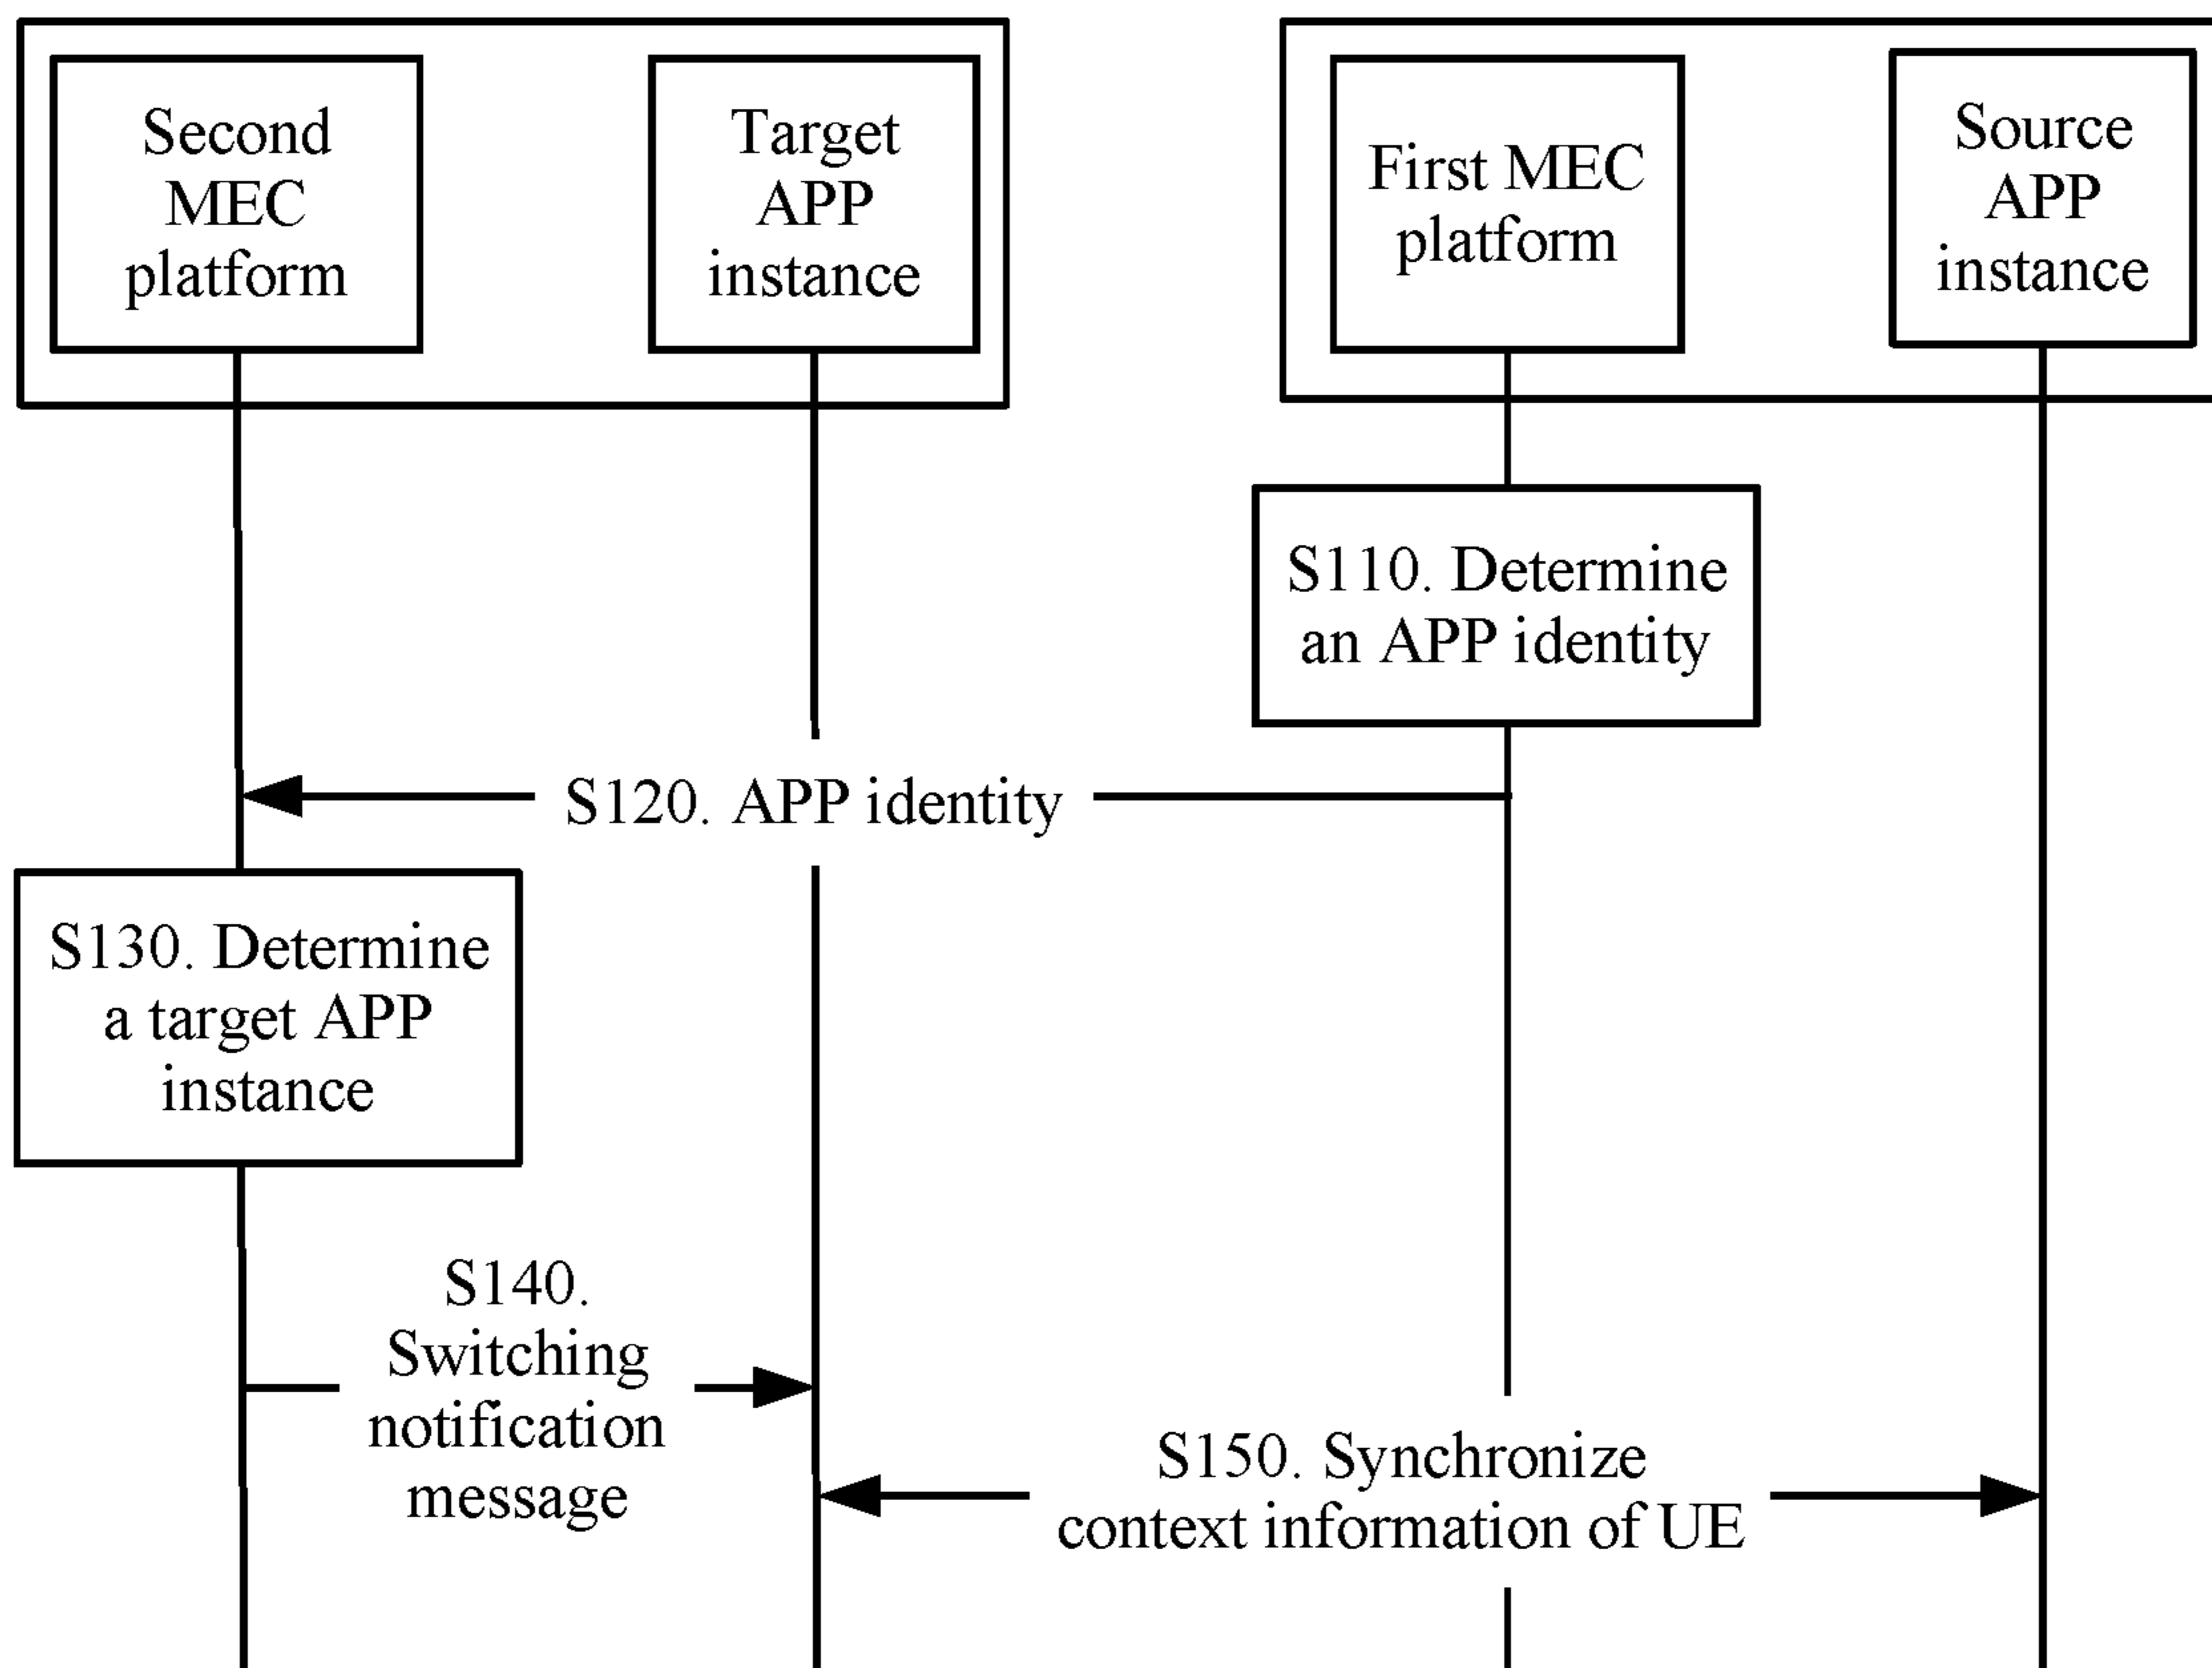 Second
MEC
platform
Target
APP
instance
First MEC
platform
Source
APP
instance
S110. Determine
an APP identity
S120. APP identity
S130. Determine
a target APP
instance
S140.
Switching
notification
message
S150. Synchronize
context information of UE